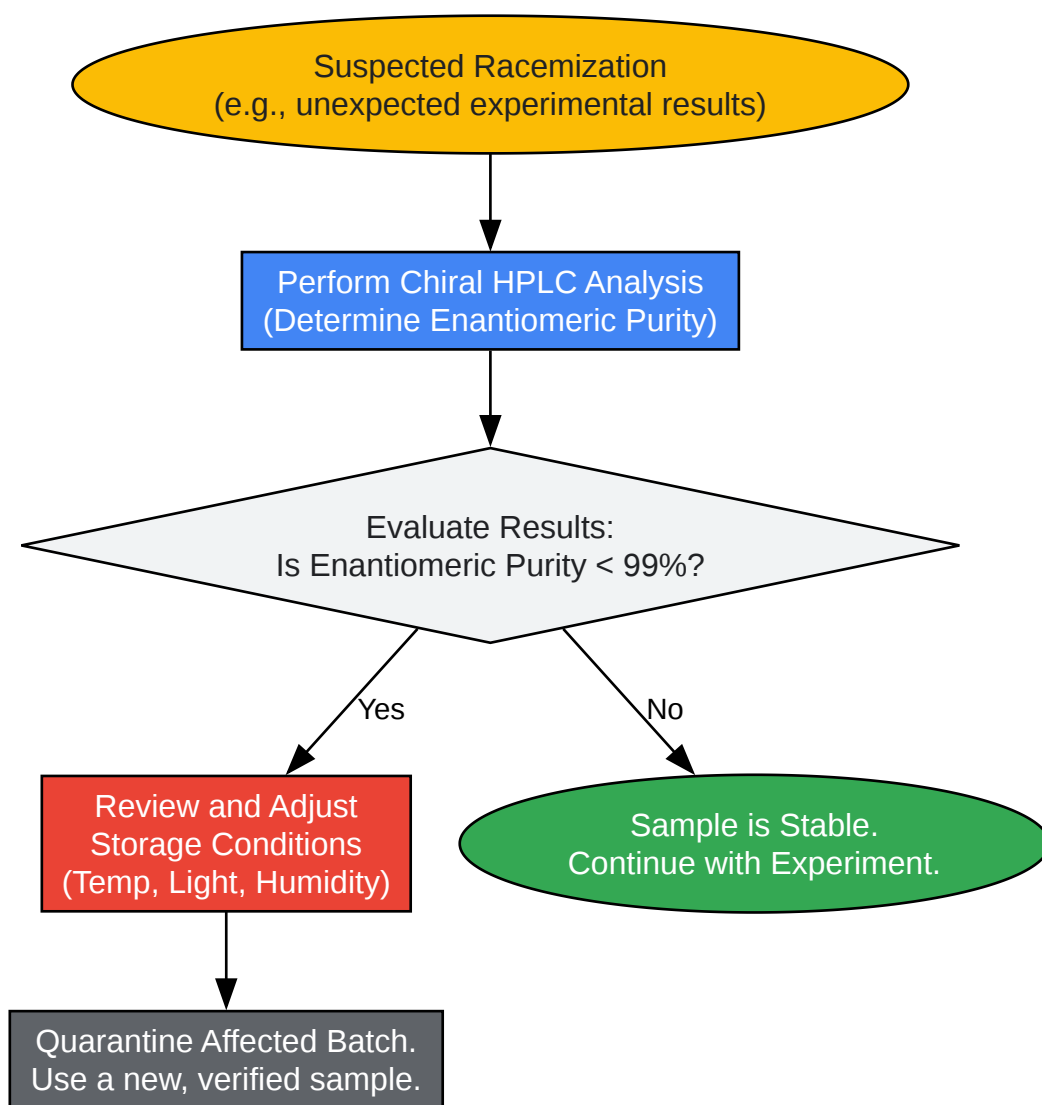 Suspected Racemization
(e.g., unexpected experimental results)
Perform Chiral HPLC Analysis
(Determine Enantiomeric Purity)
Evaluate Results:
Is Enantiomeric Purity < 99%?
Yes
No
Review and Adjust
Storage Conditions
(Temp, Light, Humidity)
Sample is Stable.
Continue with Experiment.
Quarantine Affected Batch.
Use a new, verified sample.